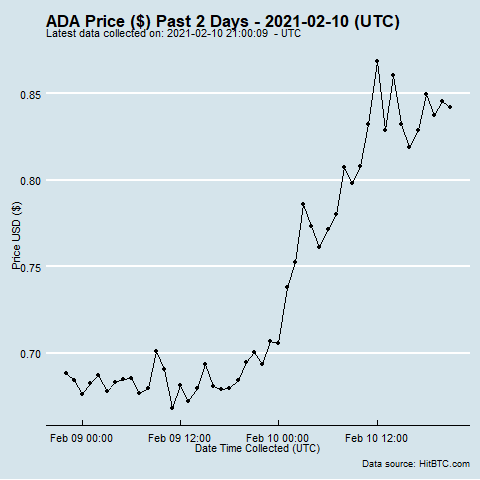 ADA Price ($) Past 2 Days - 2021-02-10 (UTC)
Latest data collected on: 2021-02-10 21:00:09 - UTC
0.85
0.80
0.75
0.70
Price USD ($)
Feb 09 00:00 Feb 09 12:00 Feb 10 00:00 Feb 10 12:00
Date Time Collected (UTC)
Data source: HitBTC.com